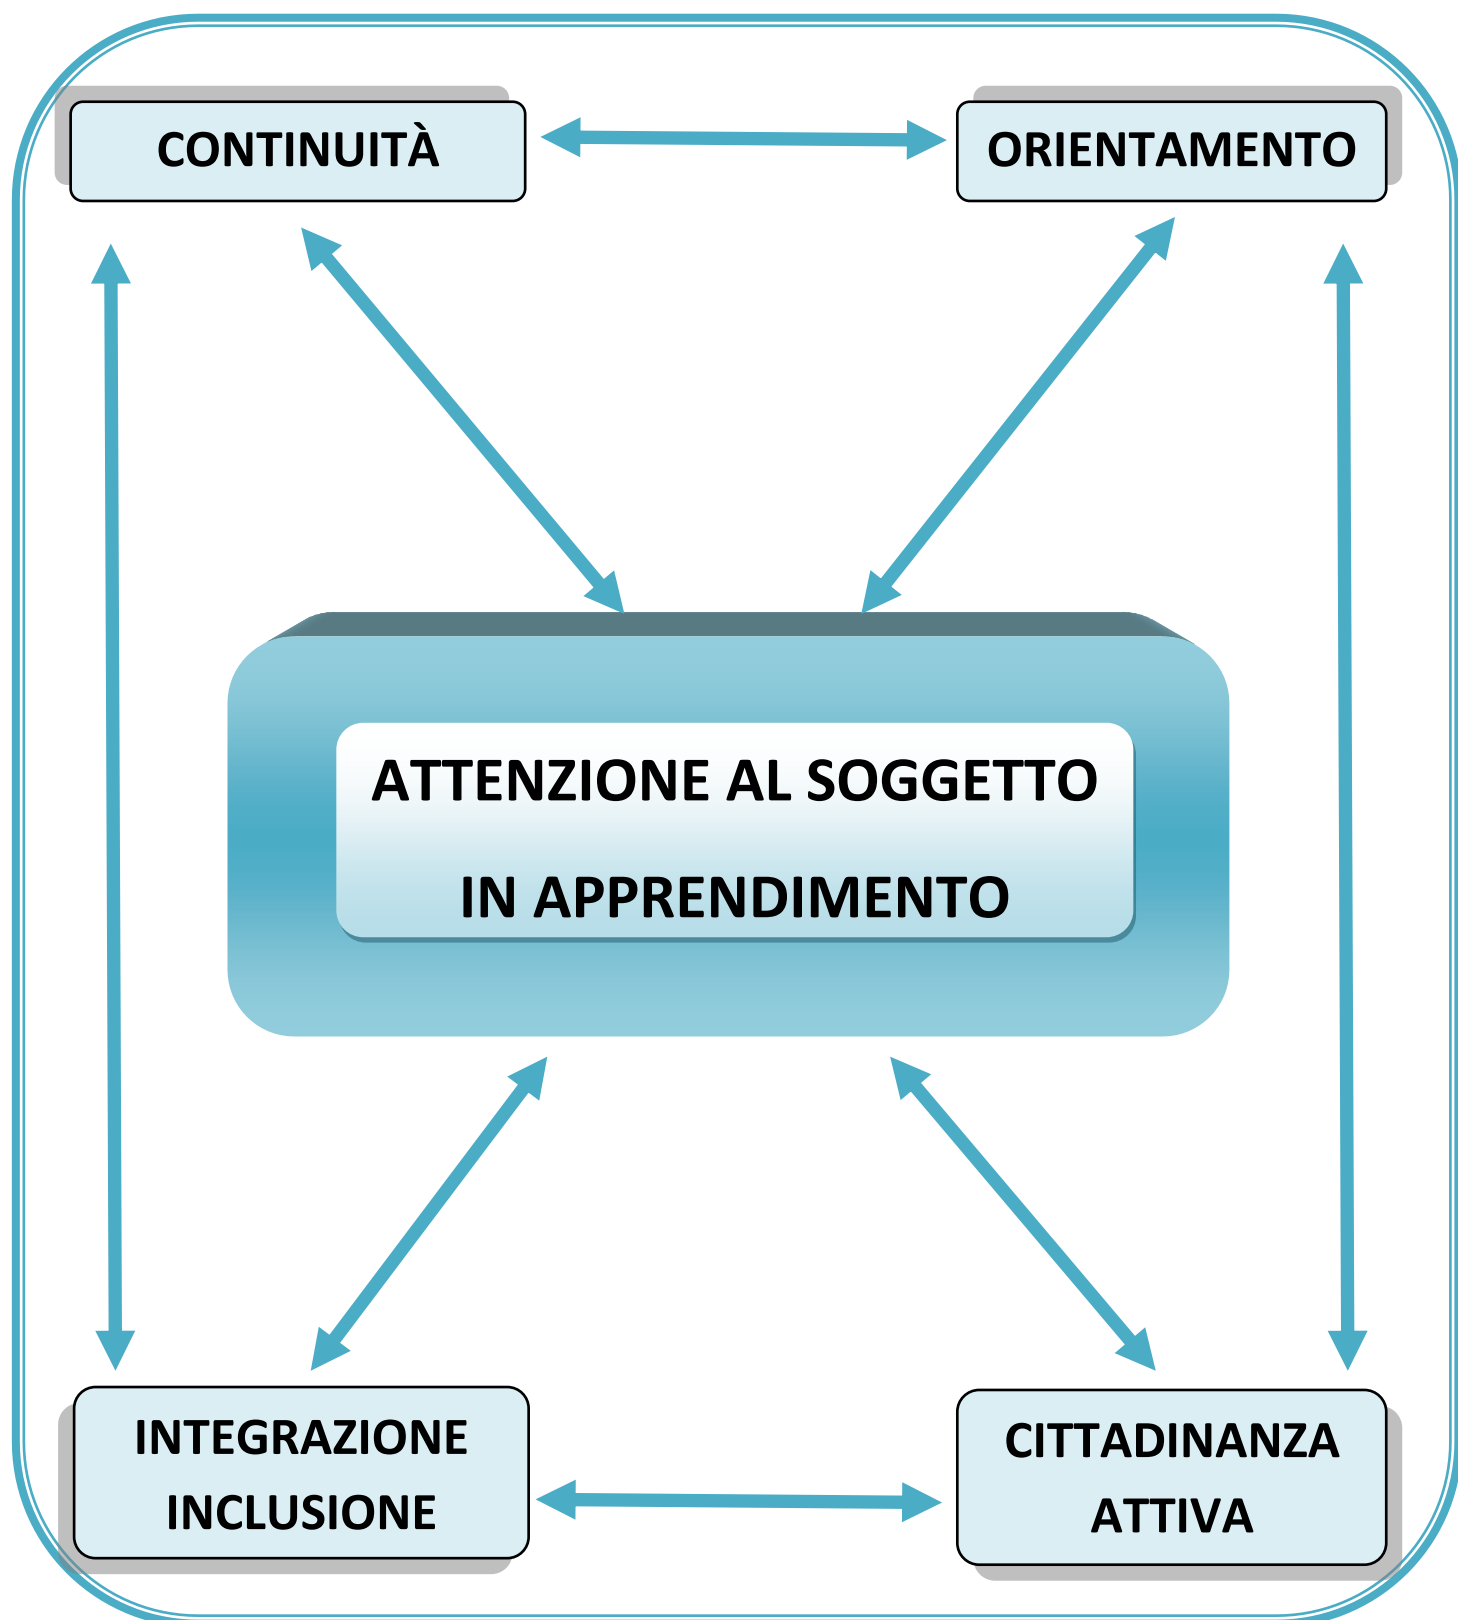 CONTINUITÀ
ORIENTAMENTO
ATTENZIONE AL SOGGETTO
IN APPRENDIMENTO
INTEGRAZIONE
INCLUSIONE
CITTADINANZA
ATTIVA